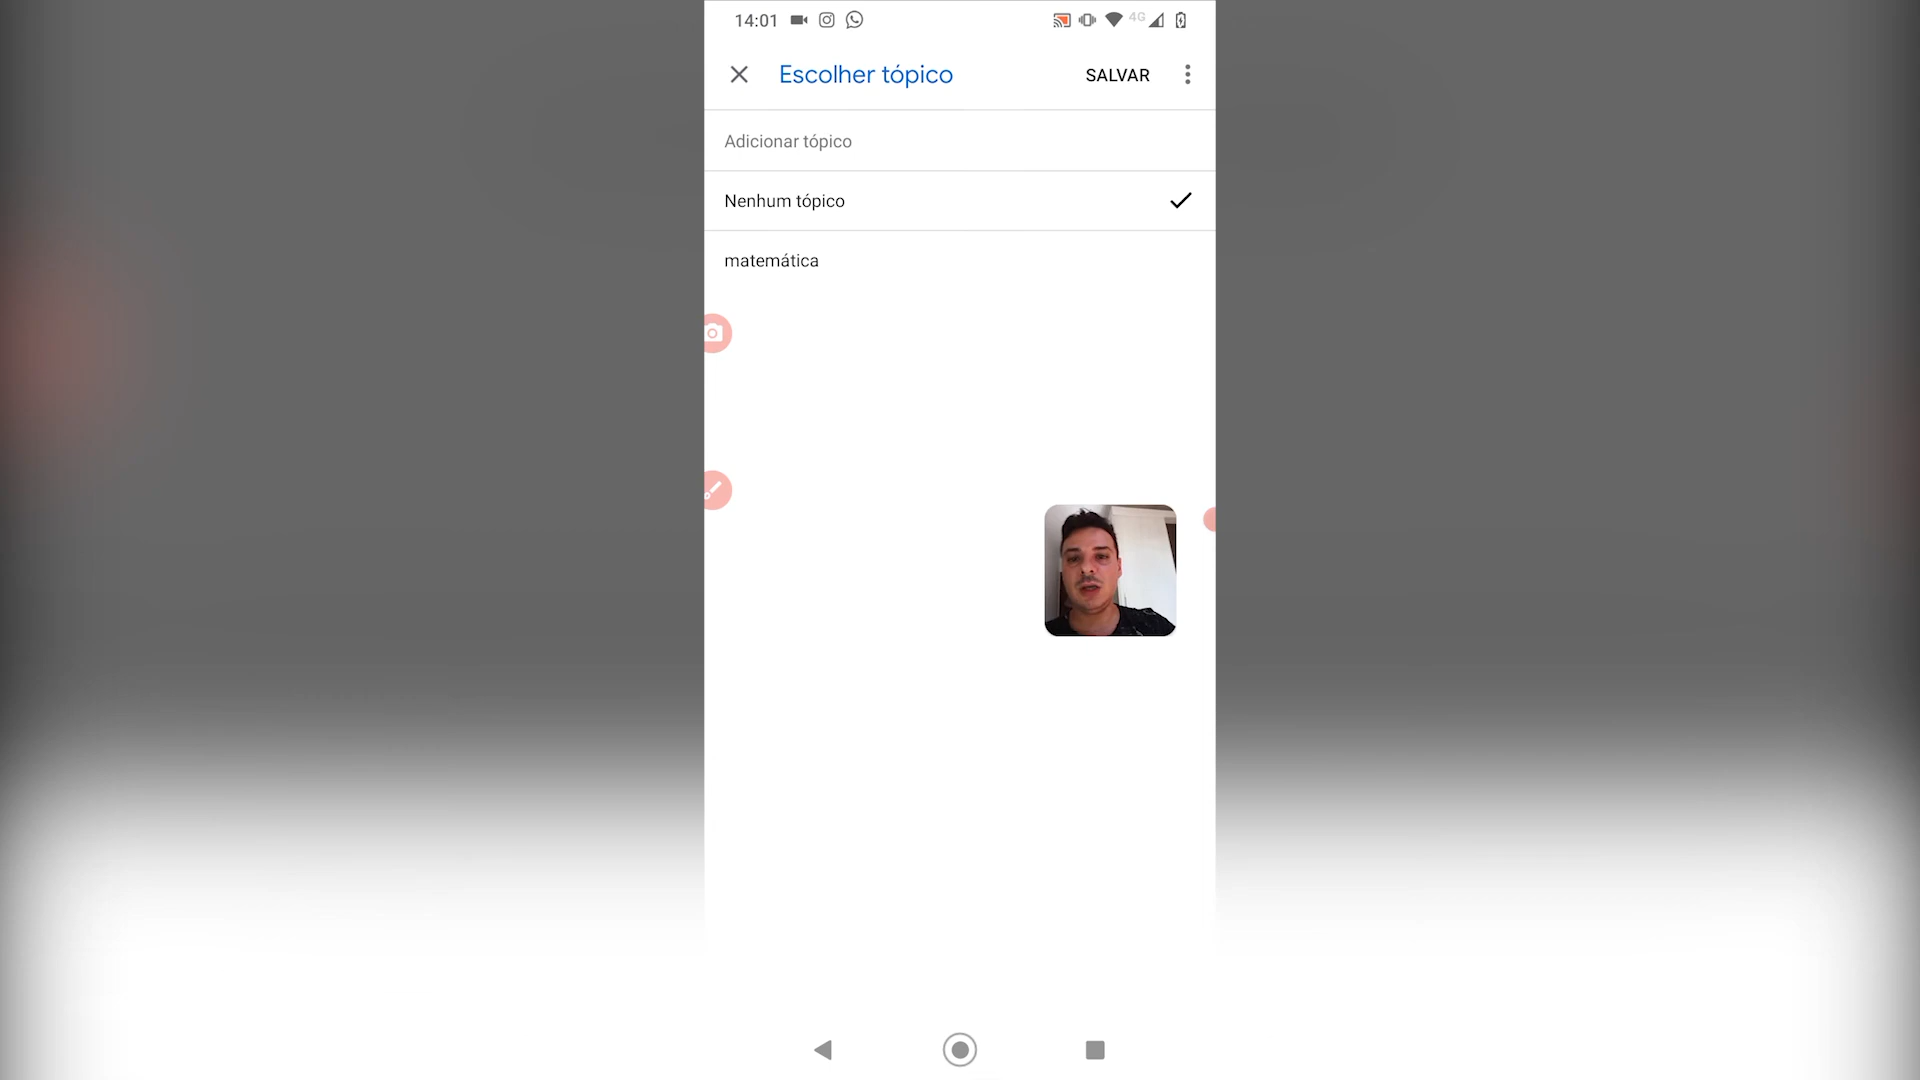 14:01
4G
Escolher tópico
SALVAR
Adicionar tópico
Nenhum tópico
matemática